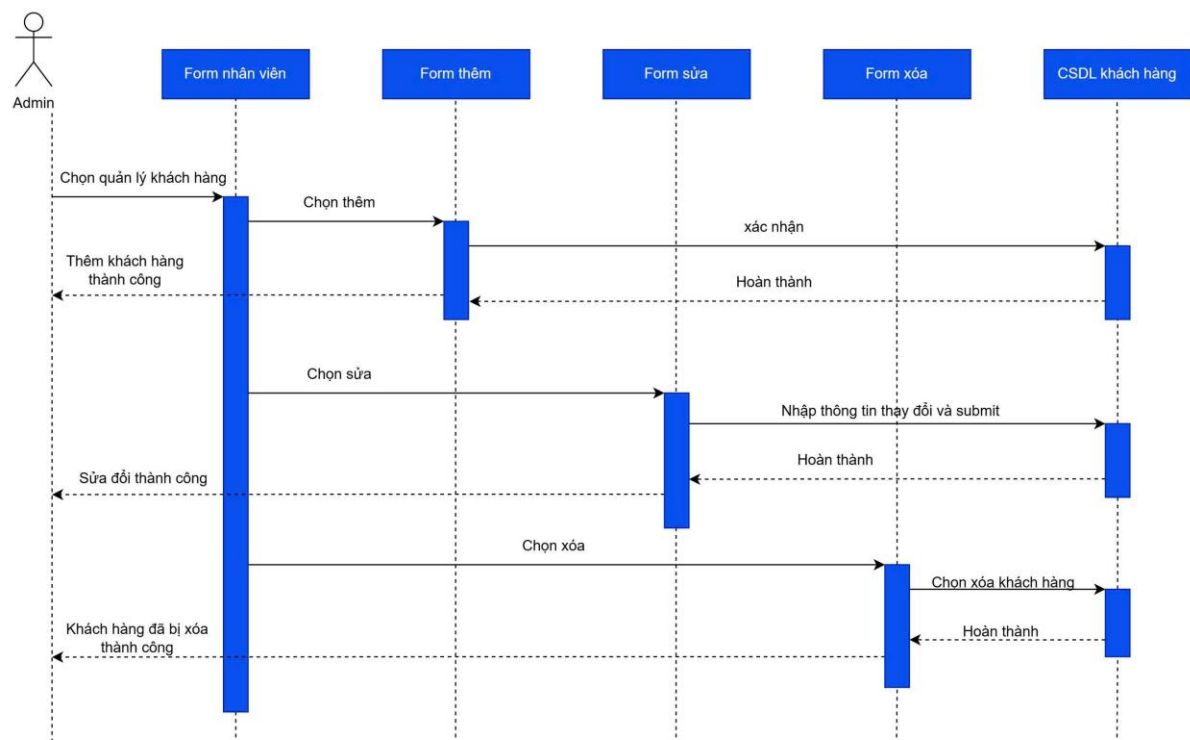 Form nhân viên
Form thêm
Form sửa
Form xóa
CSDL khách hàng
Admin
Chọn quản lý khách hàng
Chọn thêm
xác nhận
Thêm khách hàng
thành công
Hoàn thành
Chọn sửa
Nhập thông tin thay đổi và submit
Hoàn thành
Sửa đổi thành công
Chọn xóa
Chọn xóa khách hàng
Khách hàng đã bị xóa
thành công
Hoàn thành